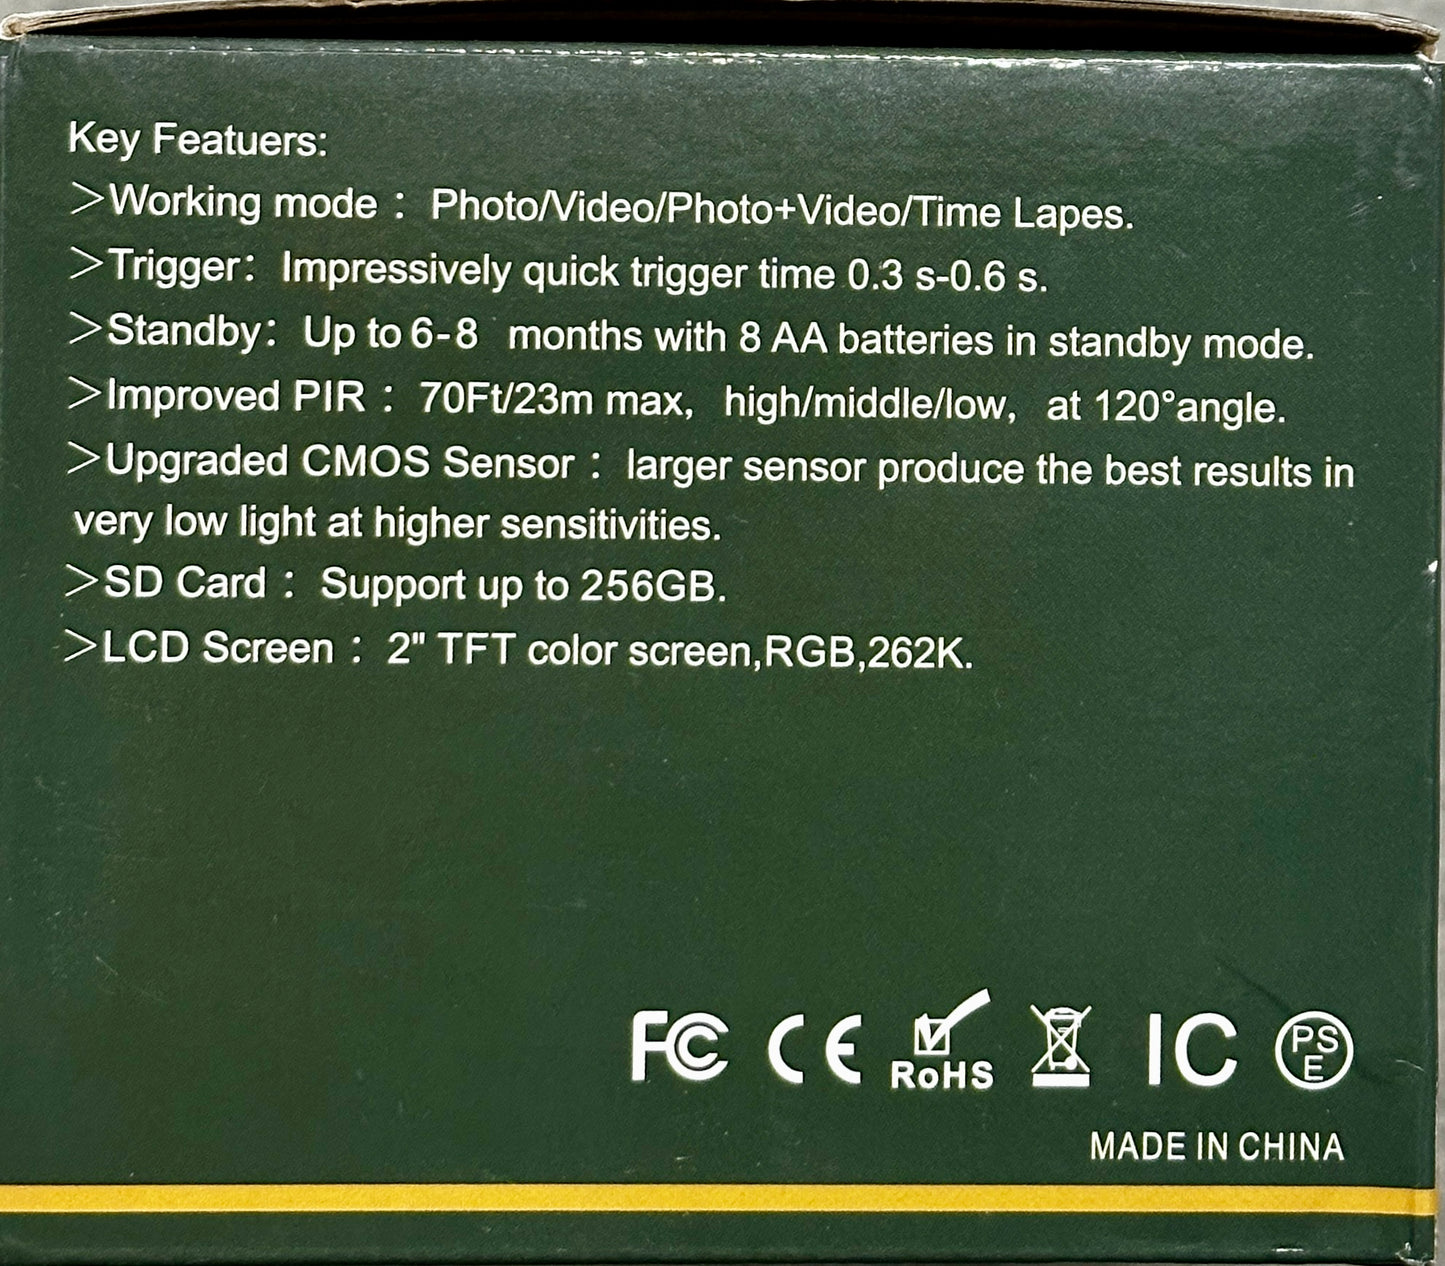 Key Featuers:
>Working mode： Photo/Video/Photo+Video/Time Lapes.
>Trigger： Impressively quick trigger time 0.3 s-0.6 s.
>Standby： Up to 6-8 months with 8 AA batteries in standby mode.
>Improved PIR： 70Ft/23m max， high/middle/low， at 120°angle.
>Upgraded CMOS Sensor： larger sensor produce the best results in
very low light at higher sensitivities.
>SD Card： Support up to 256GB.
>LCD Screen： 2" TFT color screen,RGB,262K.
FC CE RoHS IC PSE
MADE IN CHINA